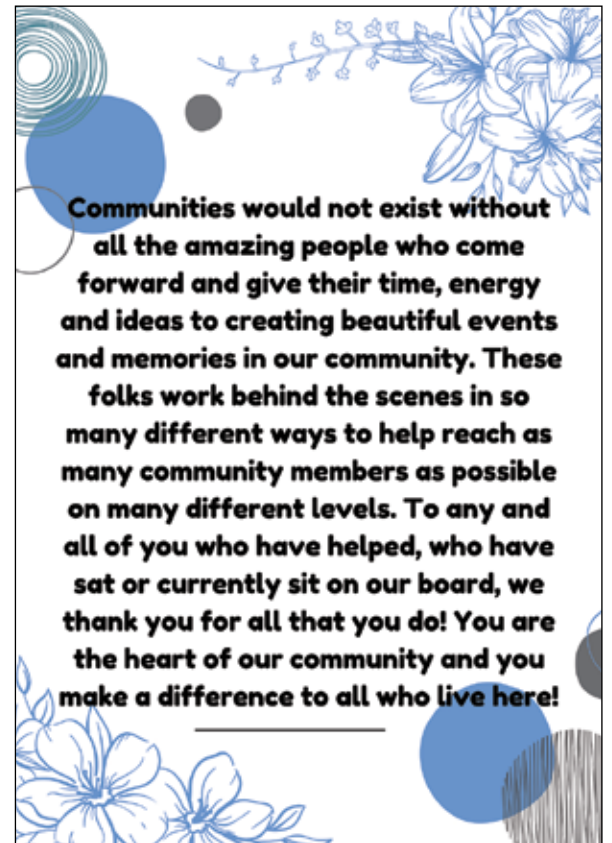 Communities would not exist without
all the amazing people who come
forward and give their time, energy
and ideas to creating beautiful events
and memories in our community. These
folks work behind the scenes in so
many different ways to help reach as
many community members as possible
on many different levels. To any and
all of you who have helped, who have
sat or currently sit on our board, we
thank you for all that you do! You are
the heart of our community and you
make a difference to all who live here!